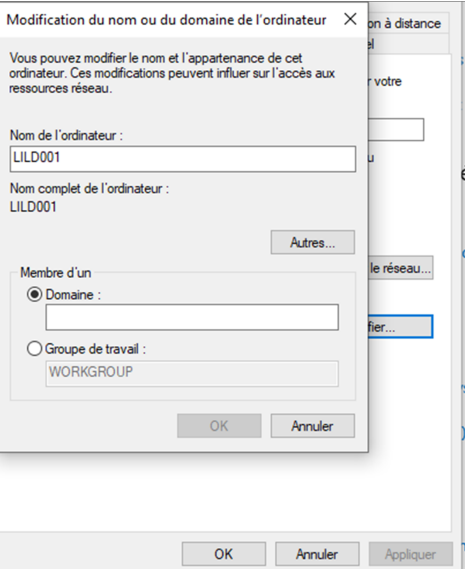 Modification du nom ou du domaine de l'ordinateur
on à distance
el
Vous pouvez modifier le nom et l'appartenance de cet
ordinateur. Ces modifications peuvent influer sur l'accès aux
ressources réseau.
r votre
Nom de l'ordinateur :
LILD001
u
Nom complet de l'ordinateur :
LILD001
Autres...
le réseau...
Membre d'un
Domaine :
fier...
Groupe de travail :
WORKGROUP
OK
Annuler
OK
Annuler
Appliquer